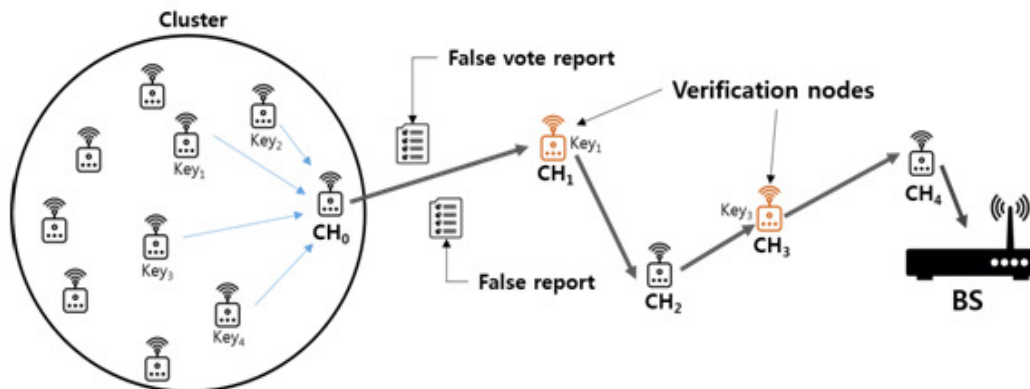 Cluster
False vote report
Verification nodes
Key₂
Key₁
Key₁
CH₁
CH₄
CH₀
Key₃
CH₃
Key₃
False report
CH₂
BS
Key₄